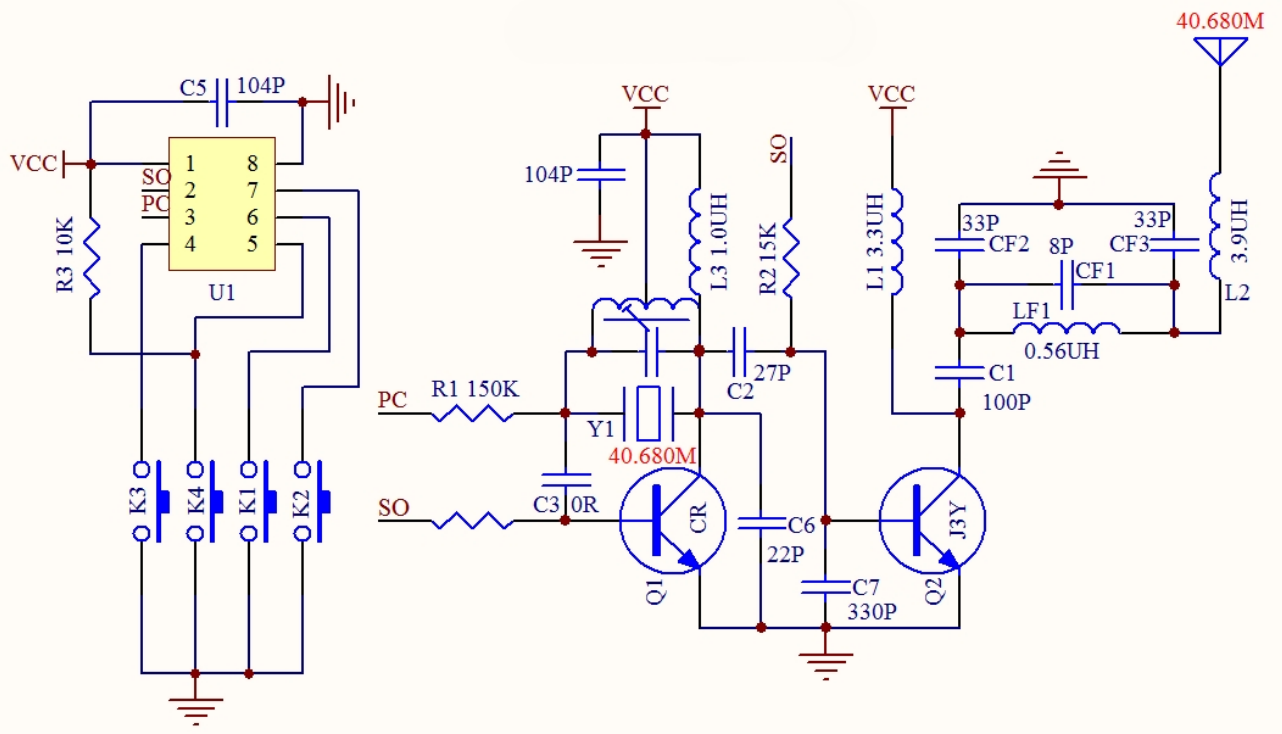 40.680M
C5 104P
VCC
VCC
VCC
1 8
SO
2 7
PC
3 6
4 5
R3 10K
U1
104P
L3 1.0UH
SO
R2 15K
L1 3.3UH
33P
CF2
33P
CF3
8P
CF1
3.9UH
L2
LF1
0.56UH
C2
27P
C1
100P
PC
R1 150K
Y1
40.680M
SO
C3 0R
CR
Q1
C6
22P
C7
330P
J3Y
Q2
K3
K4
K1
K2